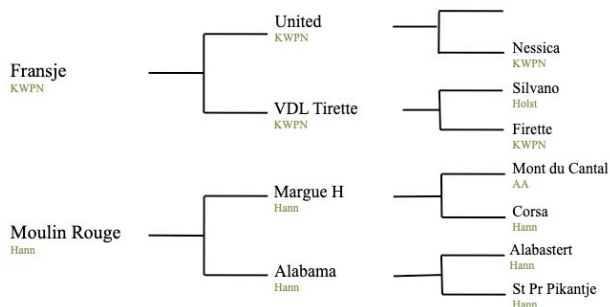 United
KWPN
Nessica
KWPN
Fransje
KWPN
Silvano
Holst
VDL Tirette
KWPN
Firette
KWPN
Mont du Cantal
AA
Margue H
Hann
Corsa
Hann
Moulin Rouge
Hann
Alabastert
Hann
Alabama
Hann
St Pr Pikantje
Hann